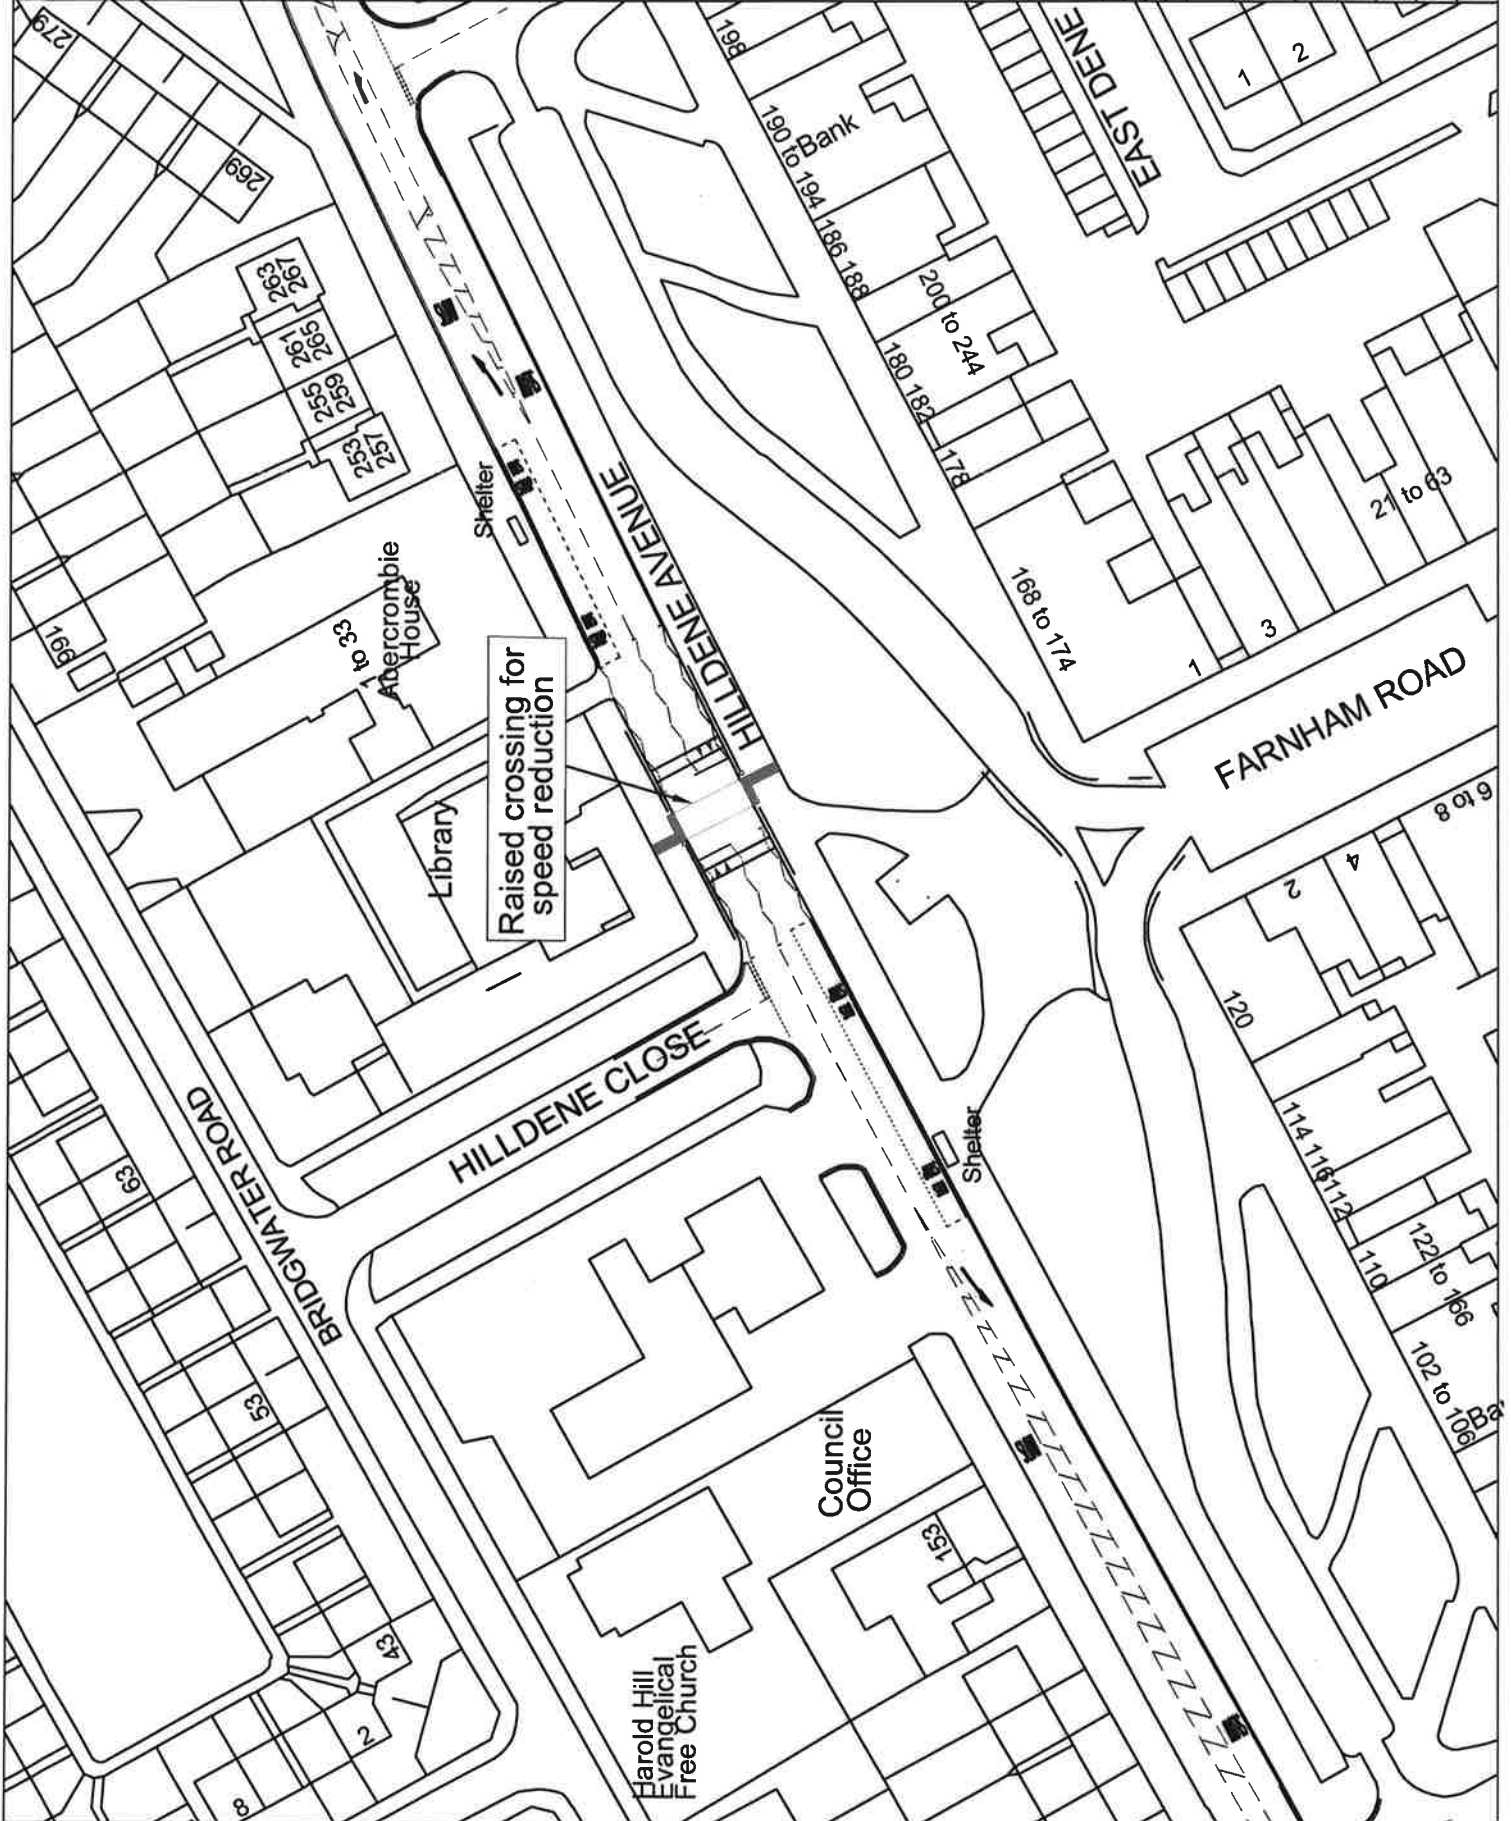 279
269
263
267
261
265
255
259
253
257
198
190 to 194
Bank
186 188
200 to 244
180 182
178
168 to 174
EAST DENE
1
2
21 to 63
1
3
FARNHAM ROAD
6 to 8
4
2
120
114 116
112
110
122 to 166
102 to 106
Shelter
HILLDENE AVENUE
199
1 to 33
Abercrombie
House
Raised crossing for
speed reduction
Library
HILLDENE CLOSE
BRIDGWATER ROAD
63
53
43
2
8
Shelter
Council
Office
153
Harold Hill
Evangelical
Free Church